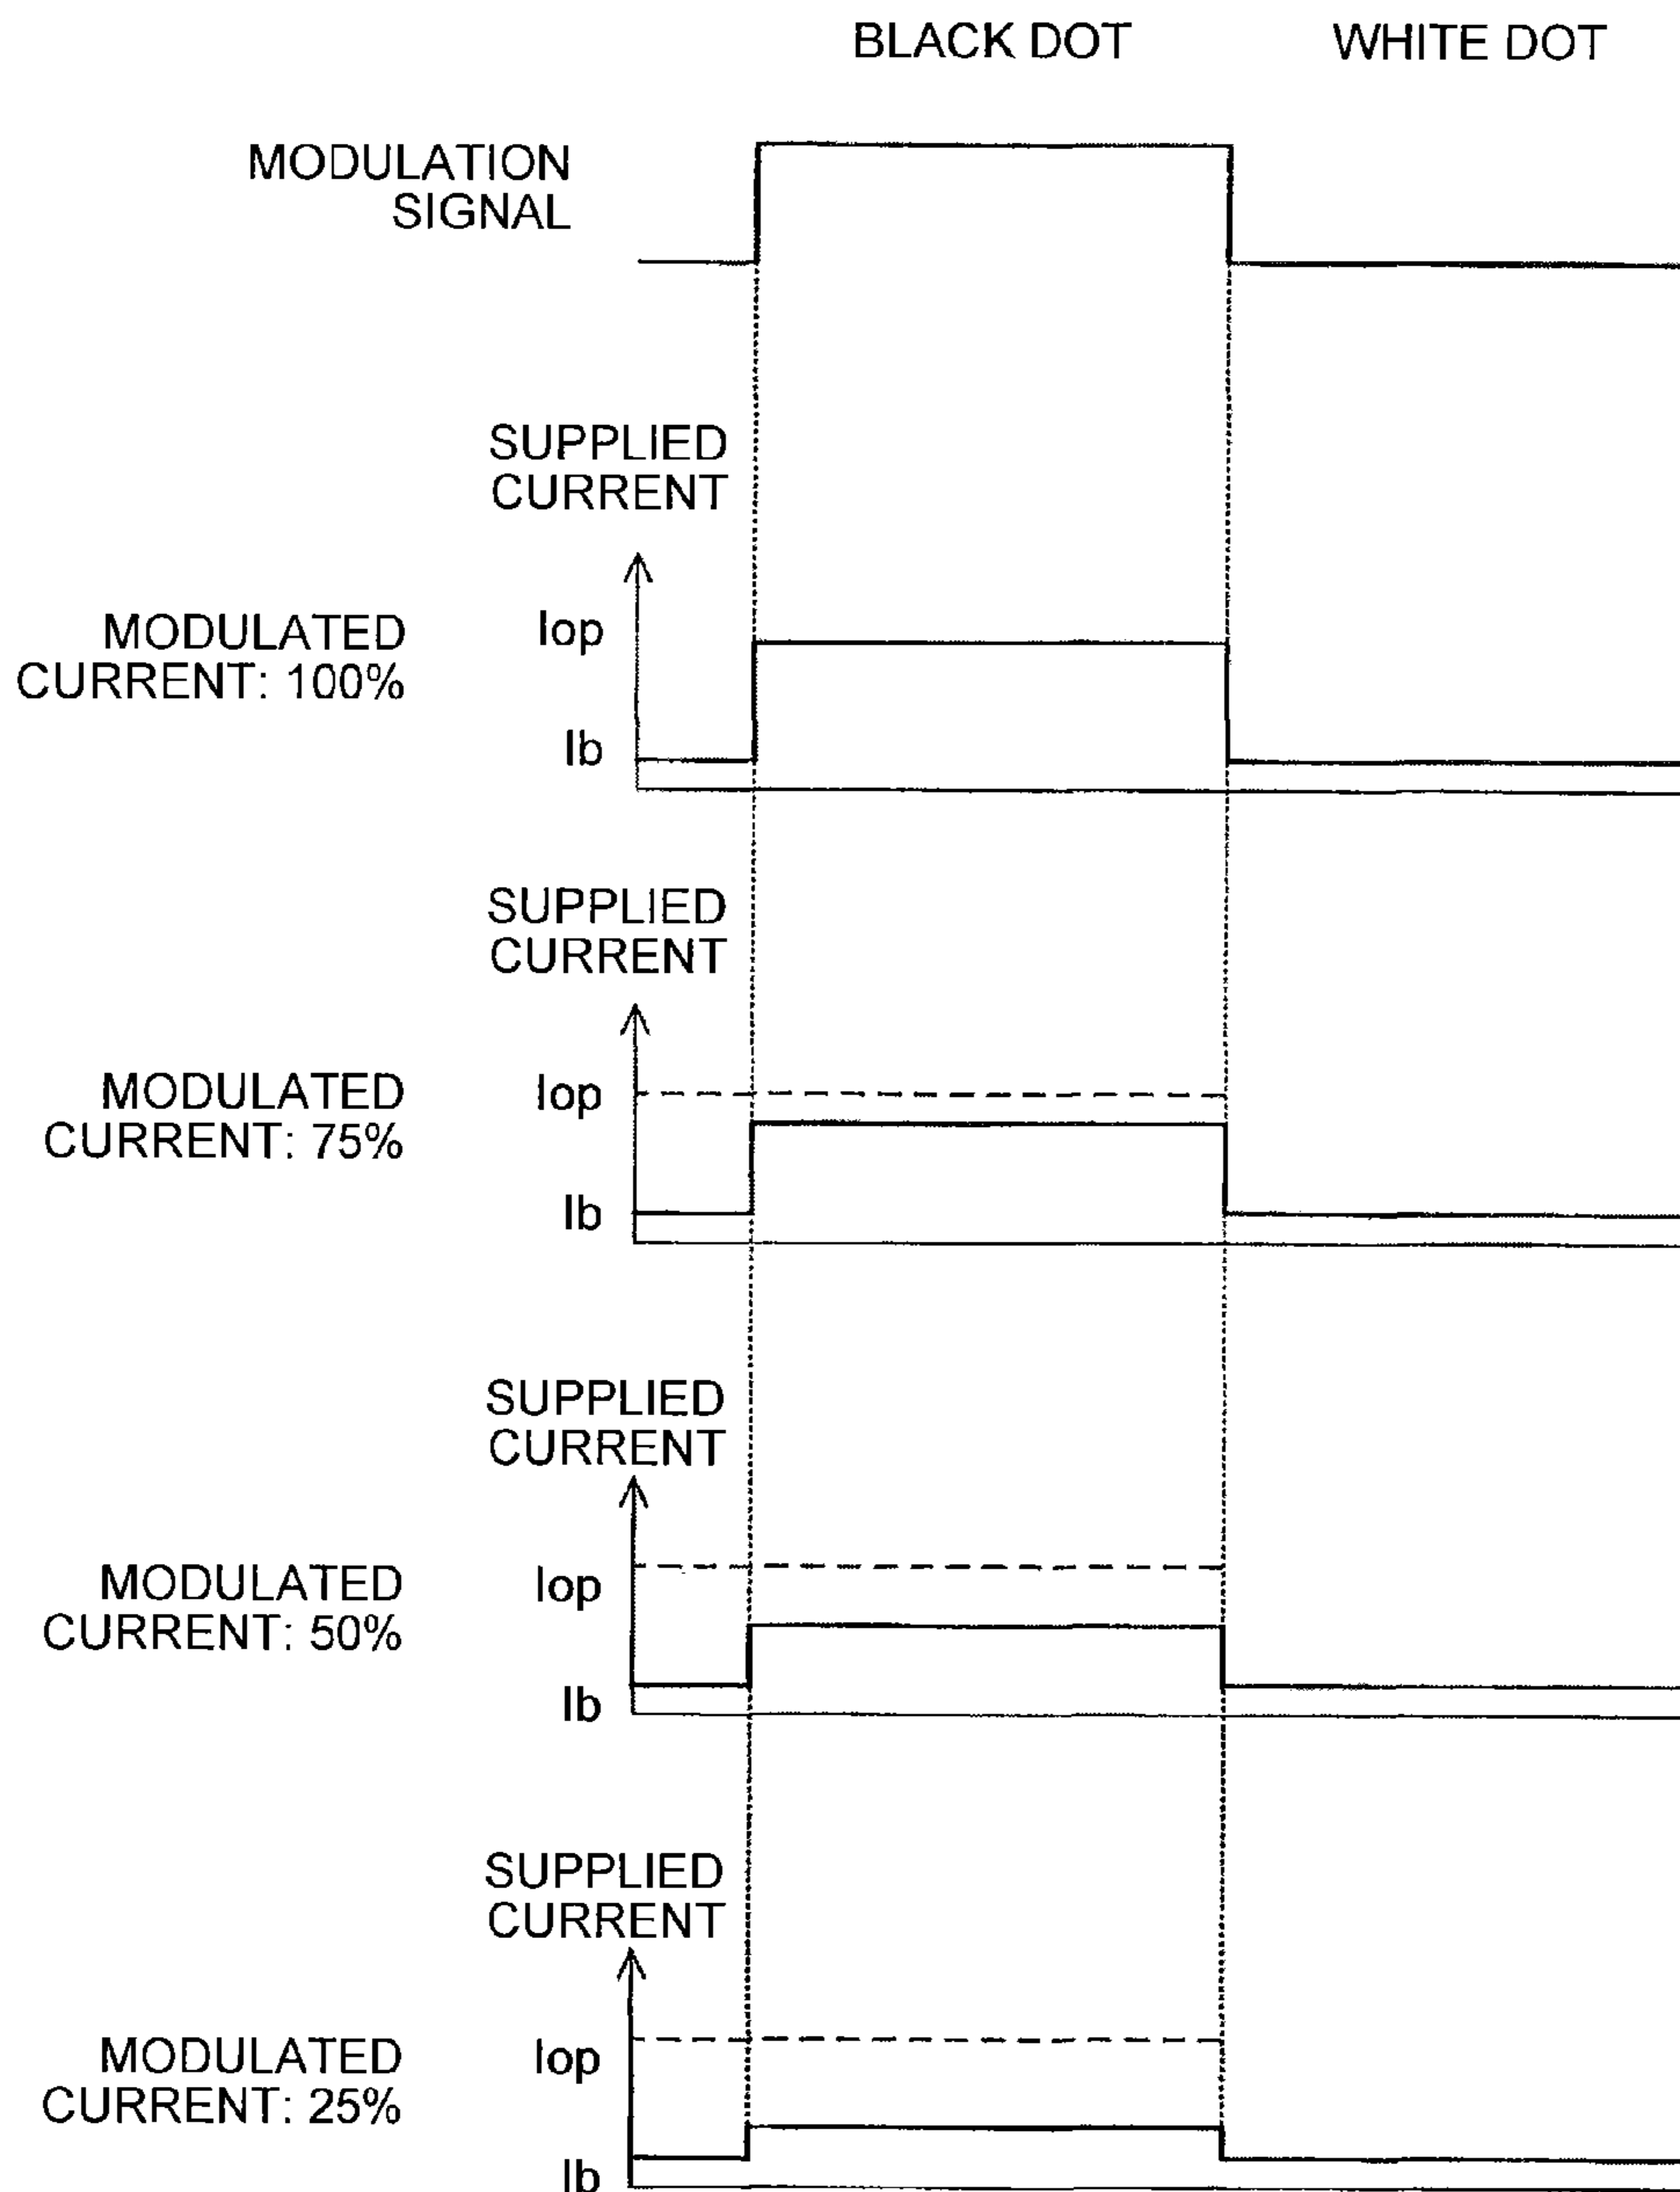 BLACK DOT
WHITE DOT
MODULATION
SIGNAL
SUPPLIED
CURRENT
MODULATED
CURRENT: 100%
Iop
Ib
SUPPLIED
CURRENT
MODULATED
CURRENT: 75%
Iop
Ib
SUPPLIED
CURRENT
MODULATED
CURRENT: 50%
Iop
Ib
SUPPLIED
CURRENT
MODULATED
CURRENT: 25%
Iop
Ib